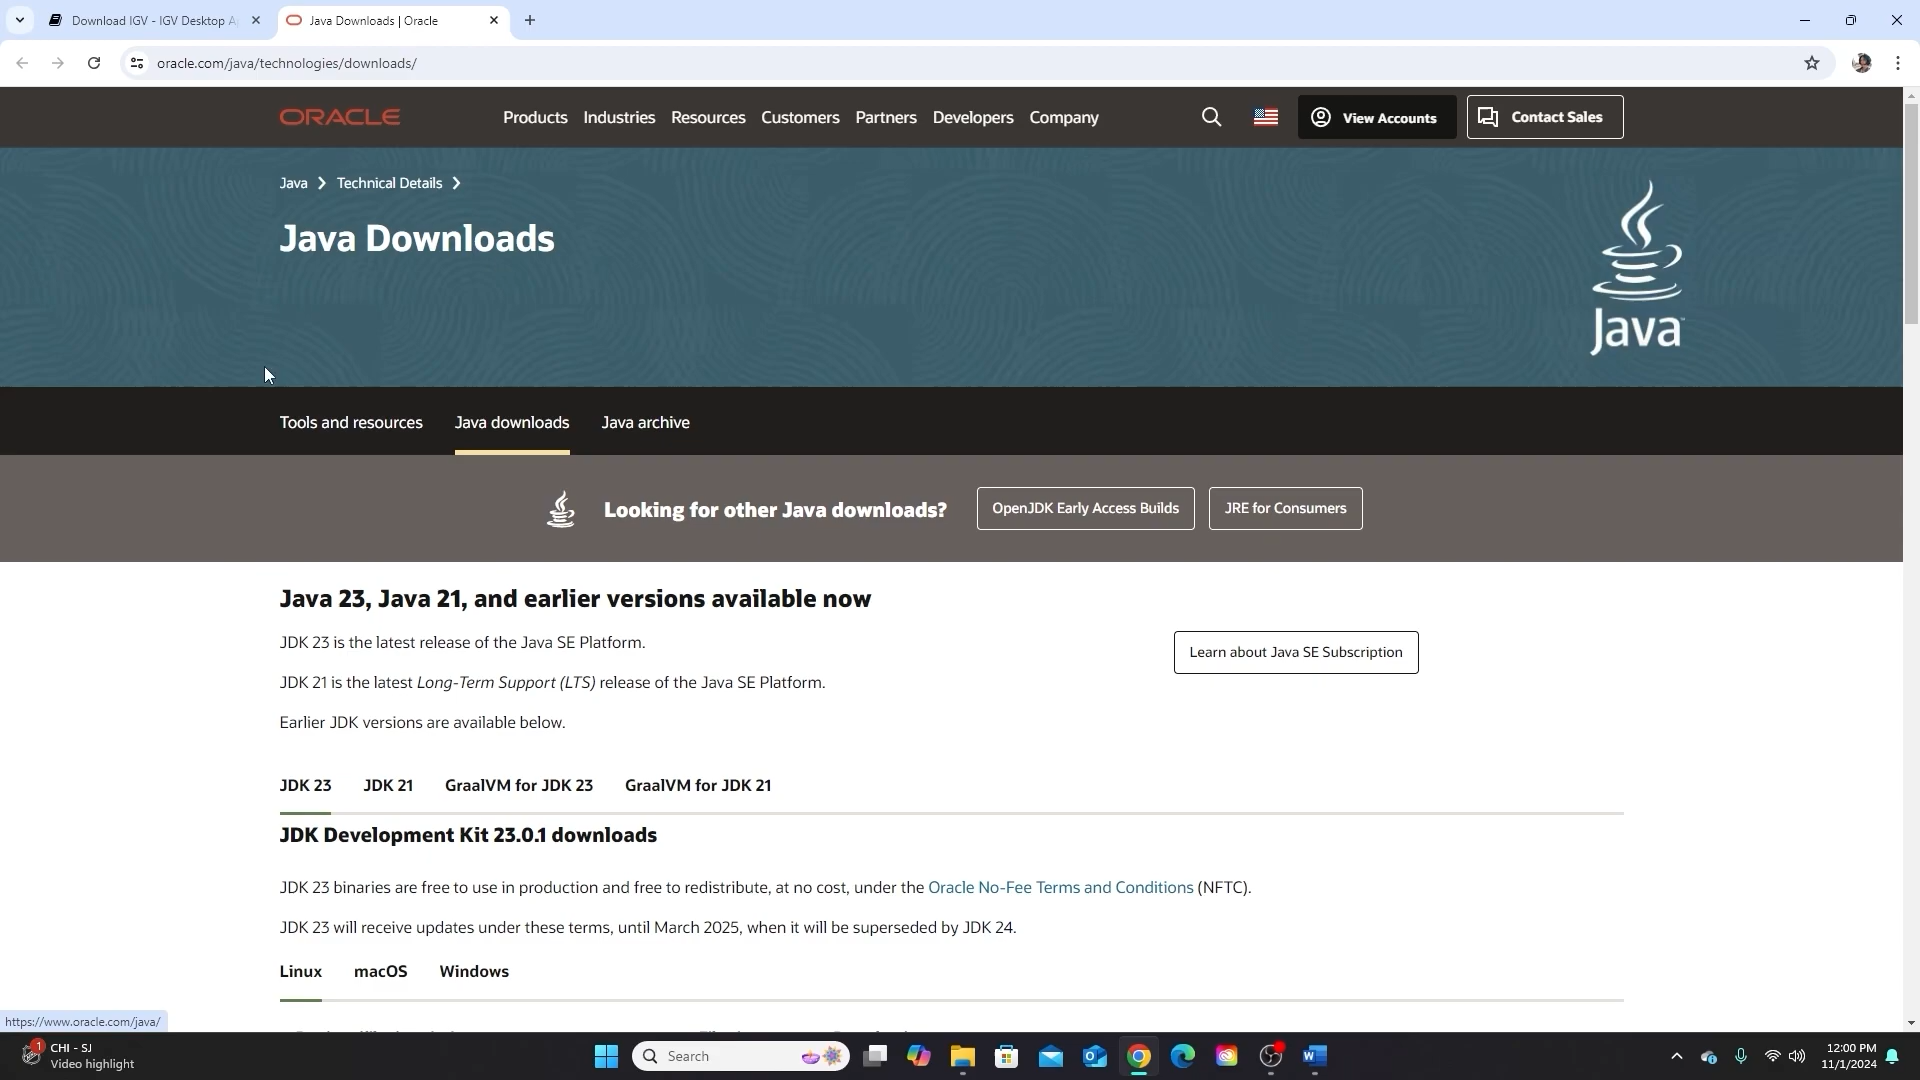 Download IGV - IGV Desktop A
Java Downloads | Oracle
oracle.com/java/technologies/downloads/
ORACLE
Products
Industries
Resources
Customers
Partners
Developers
Company
View Accounts
Contact Sales
Java
Technical Details
Java Downloads
Java
Tools and resources
Java downloads
Java archive
Looking for other Java downloads?
OpenJDK Early Access Builds
JRE for Consumers
Java 23, Java 21, and earlier versions available now
JDK 23 is the latest release of the Java SE Platform.
Learn about Java SE Subscription
JDK 21 is the latest Long-Term Support (LTS) release of the Java SE Platform.
Earlier JDK versions are available below.
JDK 23
JDK 21
GraalVM for JDK 23
GraalVM for JDK 21
JDK Development Kit 23.0.1 downloads
JDK 23 binaries are free to use in production and free to redistribute, at no cost, under the Oracle No-Fee Terms and Conditions (NFTC).
JDK 23 will receive updates under these terms, until March 2025, when it will be superseded by JDK 24.
Linux
macOS
Windows
https://www.oracle.com/java/
1
CHI - SJ
Video highlight
Search
12:00 PM
11/1/2024